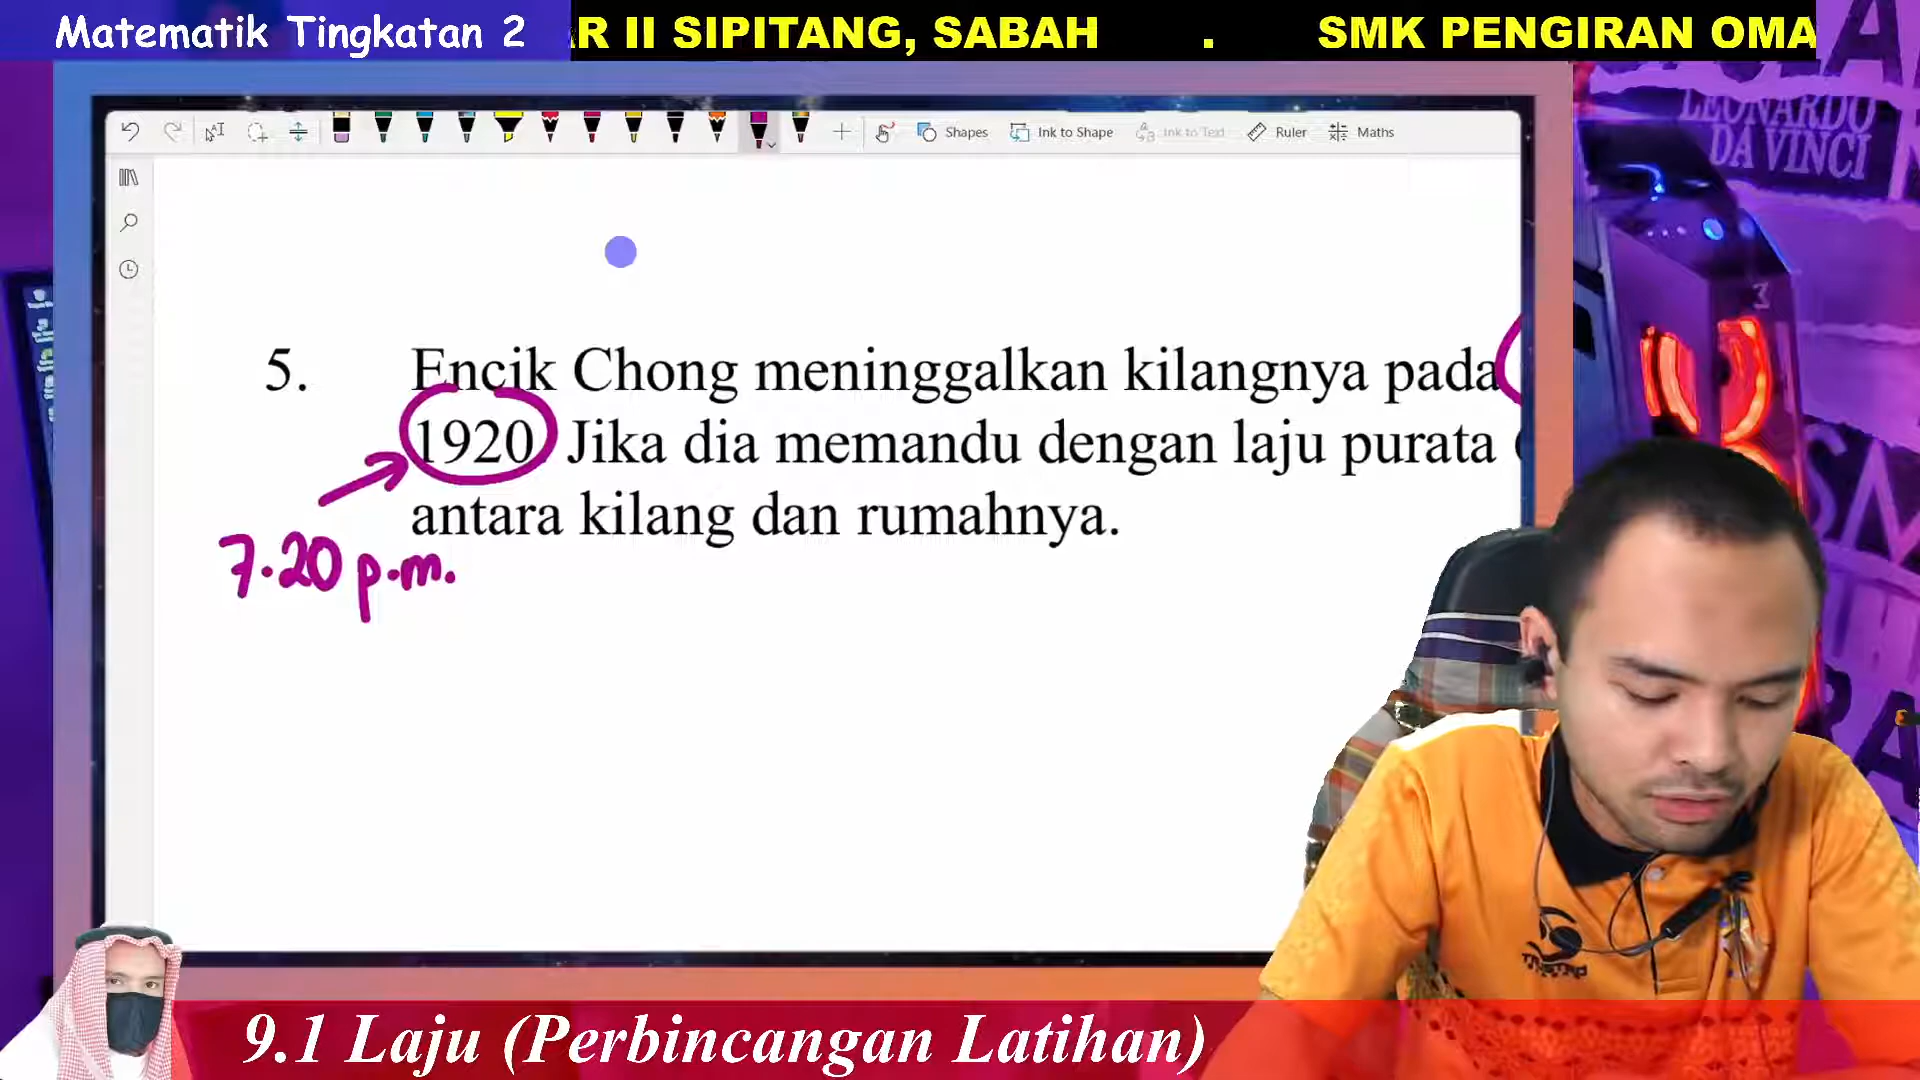 Matematik Tingkatan 2
R II SIPITANG, SABAH . SMK PENGIRAN OMA
LEONARDO
DA VINCI
Shapes
Ink to Shape
Ink to Text
Ruler
Maths
5. Encik Chong meninggalkan kilangnya pada
1920. Jika dia memandu dengan laju purata
antara kilang dan rumahnya.
7.20 p.m.
9.1 Laju (Perbincangan Latihan)